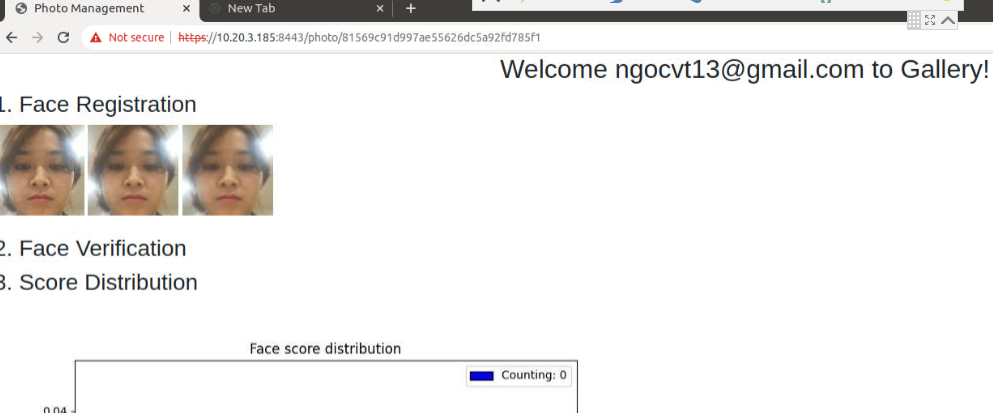 Photo Management
New Tab
Not secure
https://10.20.3.185:8443/photo/81569c91d997ae55626dc5a92fd785f1
Welcome ngocvt13@gmail.com to Gallery!
1. Face Registration
2. Face Verification
3. Score Distribution
Face score distribution
Counting: 0
0.04